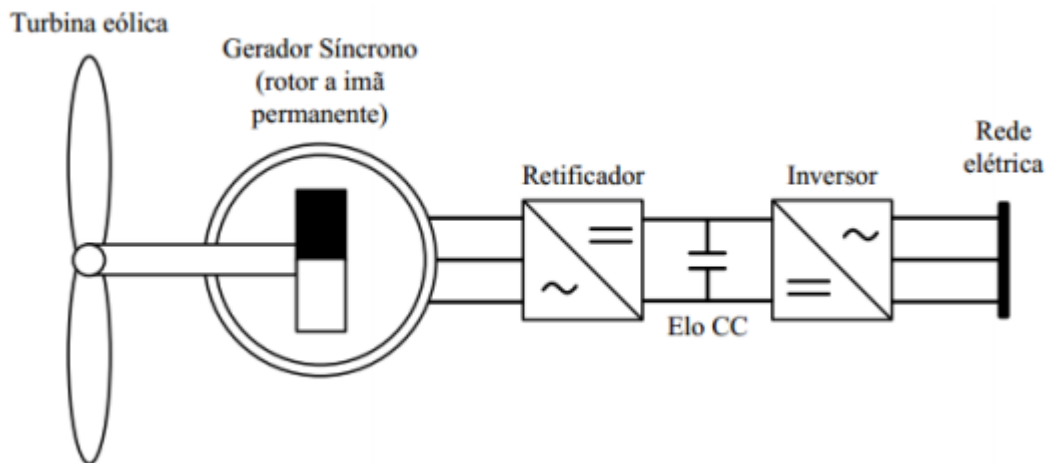 Turbina eólica
Gerador Síncrono
(rotor a imã
permanente)
Retificador
Inversor
Rede
elétrica
Elo CC